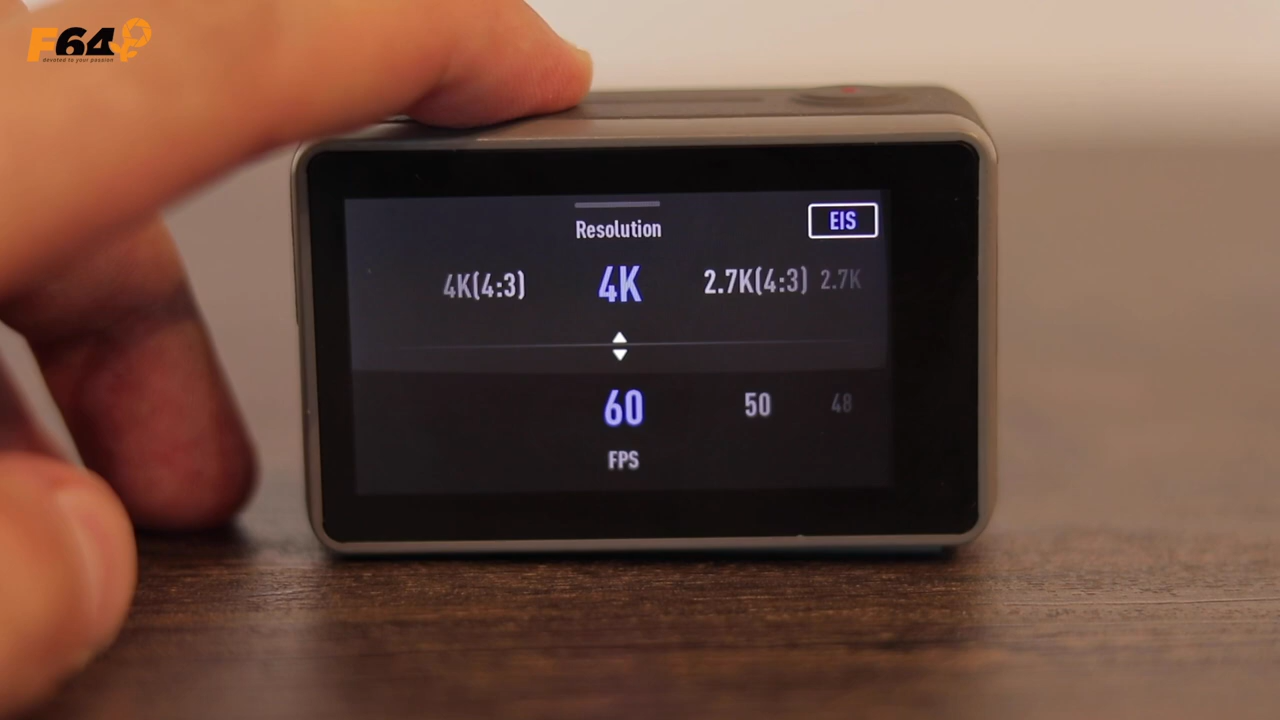 F64
devoted to your passion
Resolution
EIS
4K(4:3) 4K 2.7K(4:3) 2.7K
60 50 48
FPS